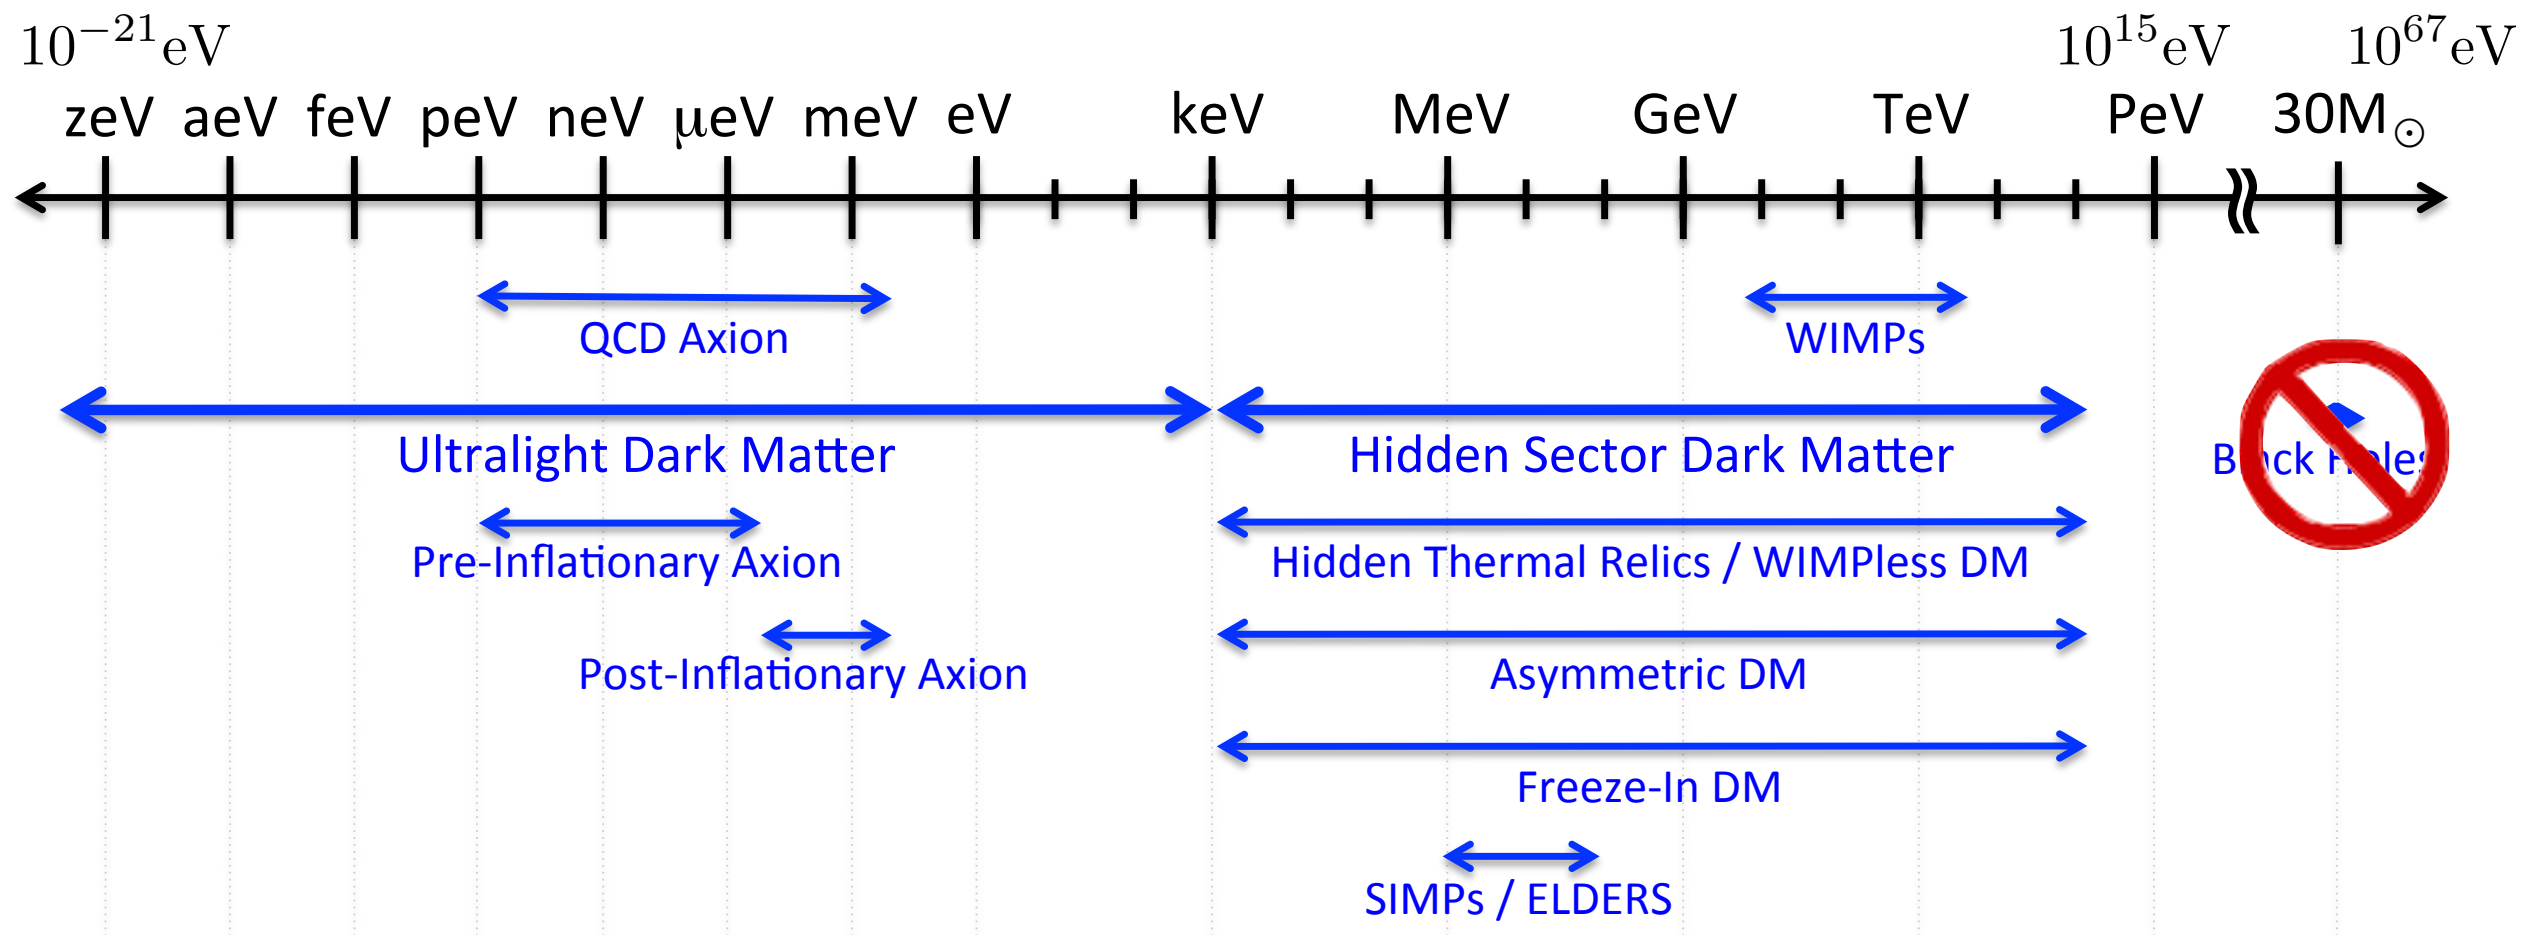 10⁻²¹eV 10¹⁵eV 10⁶⁷eV
zeV aeV feV peV neV μeV meV eV keV MeV GeV TeV PeV 30M⊙
QCD Axion WIMPs
Ultralight Dark Matter Hidden Sector Dark Matter
Pre-Inflationary Axion Hidden Thermal Relics / WIMPless DM
Post-Inflationary Axion Asymmetric DM
Freeze-In DM
SIMPs / ELDERS